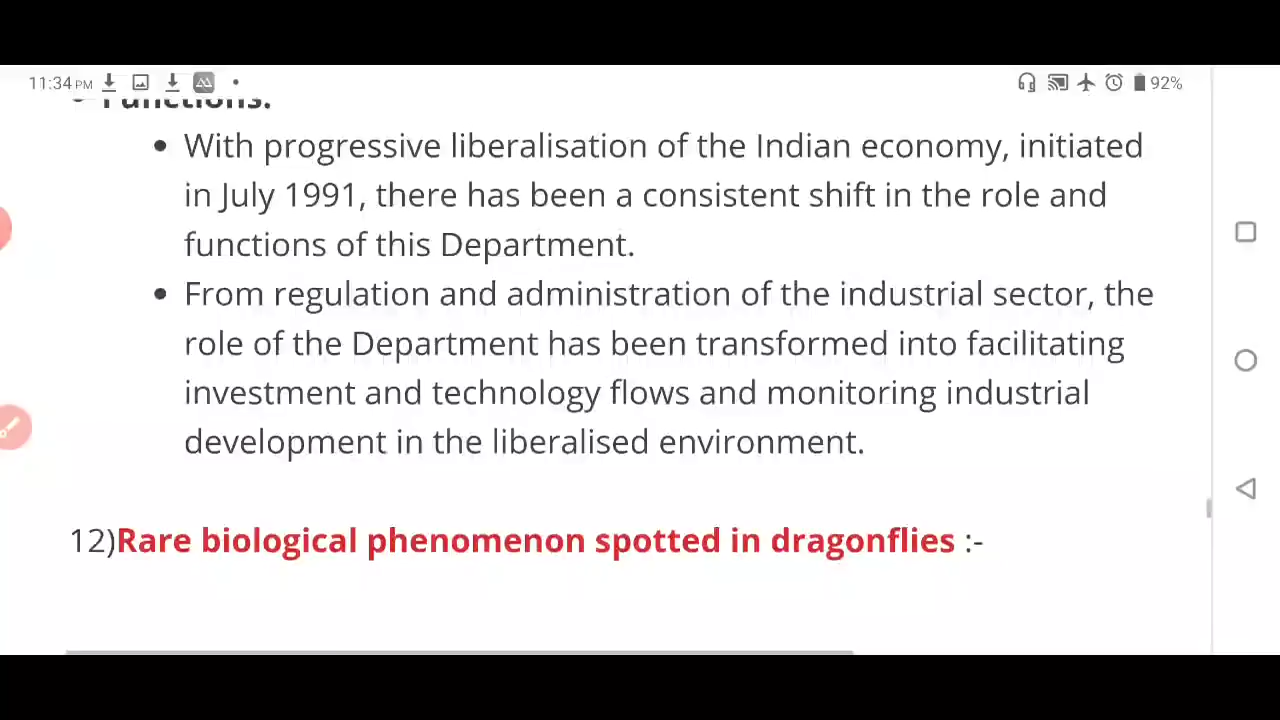 11:34 PM 92%
• Functions:
• With progressive liberalisation of the Indian economy, initiated
in July 1991, there has been a consistent shift in the role and
functions of this Department.
• From regulation and administration of the industrial sector, the
role of the Department has been transformed into facilitating
investment and technology flows and monitoring industrial
development in the liberalised environment.
12)Rare biological phenomenon spotted in dragonflies :-